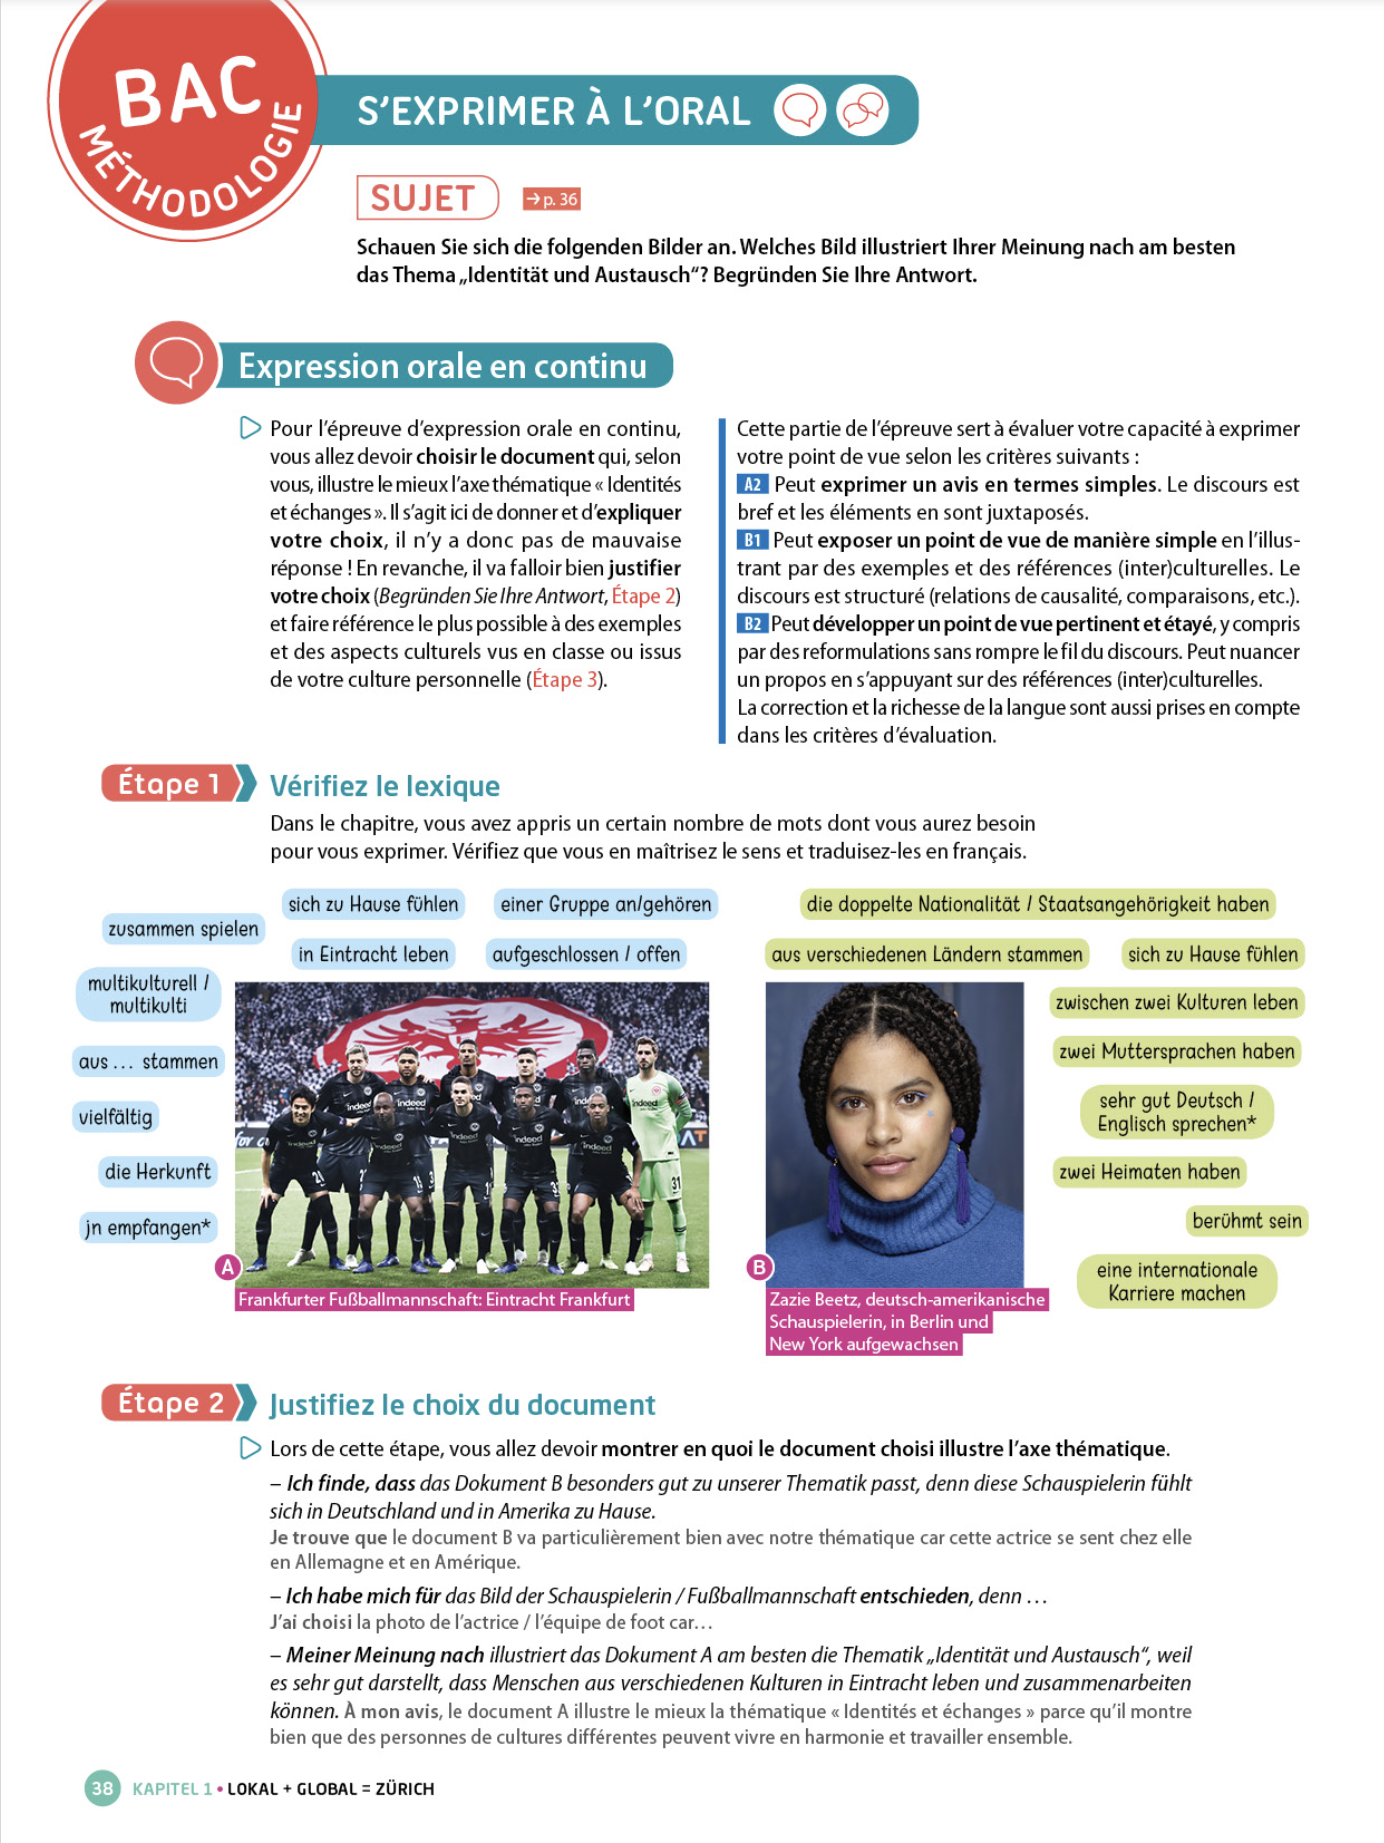 BAC
MÉTHODOLOGIE
S'EXPRIMER À L'ORAL
SUJET
→ p. 36
Schauen Sie sich die folgenden Bilder an. Welches Bild illustriert Ihrer Meinung nach am besten
das Thema „Identität und Austausch“? Begründen Sie Ihre Antwort.
Expression orale en continu
Pour l'épreuve d'expression orale en continu,
vous allez devoir choisir le document qui, selon
vous, illustre le mieux l'axe thématique « Identités
et échanges ». Il s'agit ici de donner et d'expliquer
votre choix, il n'y a donc pas de mauvaise
réponse ! En revanche, il va falloir bien justifier
votre choix (Begründen Sie Ihre Antwort, Étape 2)
et faire référence le plus possible à des exemples
et des aspects culturels vus en classe ou issus
de votre culture personnelle (Étape 3).
Cette partie de l'épreuve sert à évaluer votre capacité à exprimer
votre point de vue selon les critères suivants :
A2 Peut exprimer un avis en termes simples. Le discours est
bref et les éléments en sont juxtaposés.
B1 Peut exposer un point de vue de manière simple en l'illus-
trant par des exemples et des références (inter)culturelles. Le
discours est structuré (relations de causalité, comparaisons, etc.).
B2 Peut développer un point de vue pertinent et étayé, y compris
par des reformulations sans rompre le fil du discours. Peut nuancer
un propos en s'appuyant sur des références (inter)culturelles.
La correction et la richesse de la langue sont aussi prises en compte
dans les critères d'évaluation.
Étape 1
Vérifiez le lexique
Dans le chapitre, vous avez appris un certain nombre de mots dont vous aurez besoin
pour vous exprimer. Vérifiez que vous en maîtrisez le sens et traduisez-les en français.
zusammen spielen
sich zu Hause fühlen
einer Gruppe an/gehören
in Eintracht leben
aufgeschlossen / offen
multikulturell /
multikulti
aus ... stammen
vielfältig
die Herkunft
jn empfangen*
indeed
indeed
indeed
indeed
indeed
31
A
Frankfurter Fußballmannschaft: Eintracht Frankfurt
die doppelte Nationalität / Staatsangehörigkeit haben
aus verschiedenen Ländern stammen
sich zu Hause fühlen
zwischen zwei Kulturen leben
zwei Muttersprachen haben
sehr gut Deutsch /
Englisch sprechen*
zwei Heimaten haben
berühmt sein
eine internationale
Karriere machen
B
Zazie Beetz, deutsch-amerikanische
Schauspielerin, in Berlin und
New York aufgewachsen
Étape 2
Justifiez le choix du document
Lors de cette étape, vous allez devoir montrer en quoi le document choisi illustre l'axe thématique.
– Ich finde, dass das Dokument B besonders gut zu unserer Thematik passt, denn diese Schauspielerin fühlt
sich in Deutschland und in Amerika zu Hause.
Je trouve que le document B va particulièrement bien avec notre thématique car cette actrice se sent chez elle
en Allemagne et en Amérique.
– Ich habe mich für das Bild der Schauspielerin / Fußballmannschaft entschieden, denn ...
J'ai choisi la photo de l'actrice / l'équipe de foot car...
– Meiner Meinung nach illustriert das Dokument A am besten die Thematik „Identität und Austausch“, weil
es sehr gut darstellt, dass Menschen aus verschiedenen Kulturen in Eintracht leben und zusammenarbeiten
können. À mon avis, le document A illustre le mieux la thématique « Identités et échanges » parce qu'il montre
bien que des personnes de cultures différentes peuvent vivre en harmonie et travailler ensemble.
38 KAPITEL 1 • LOKAL + GLOBAL = ZÜRICH